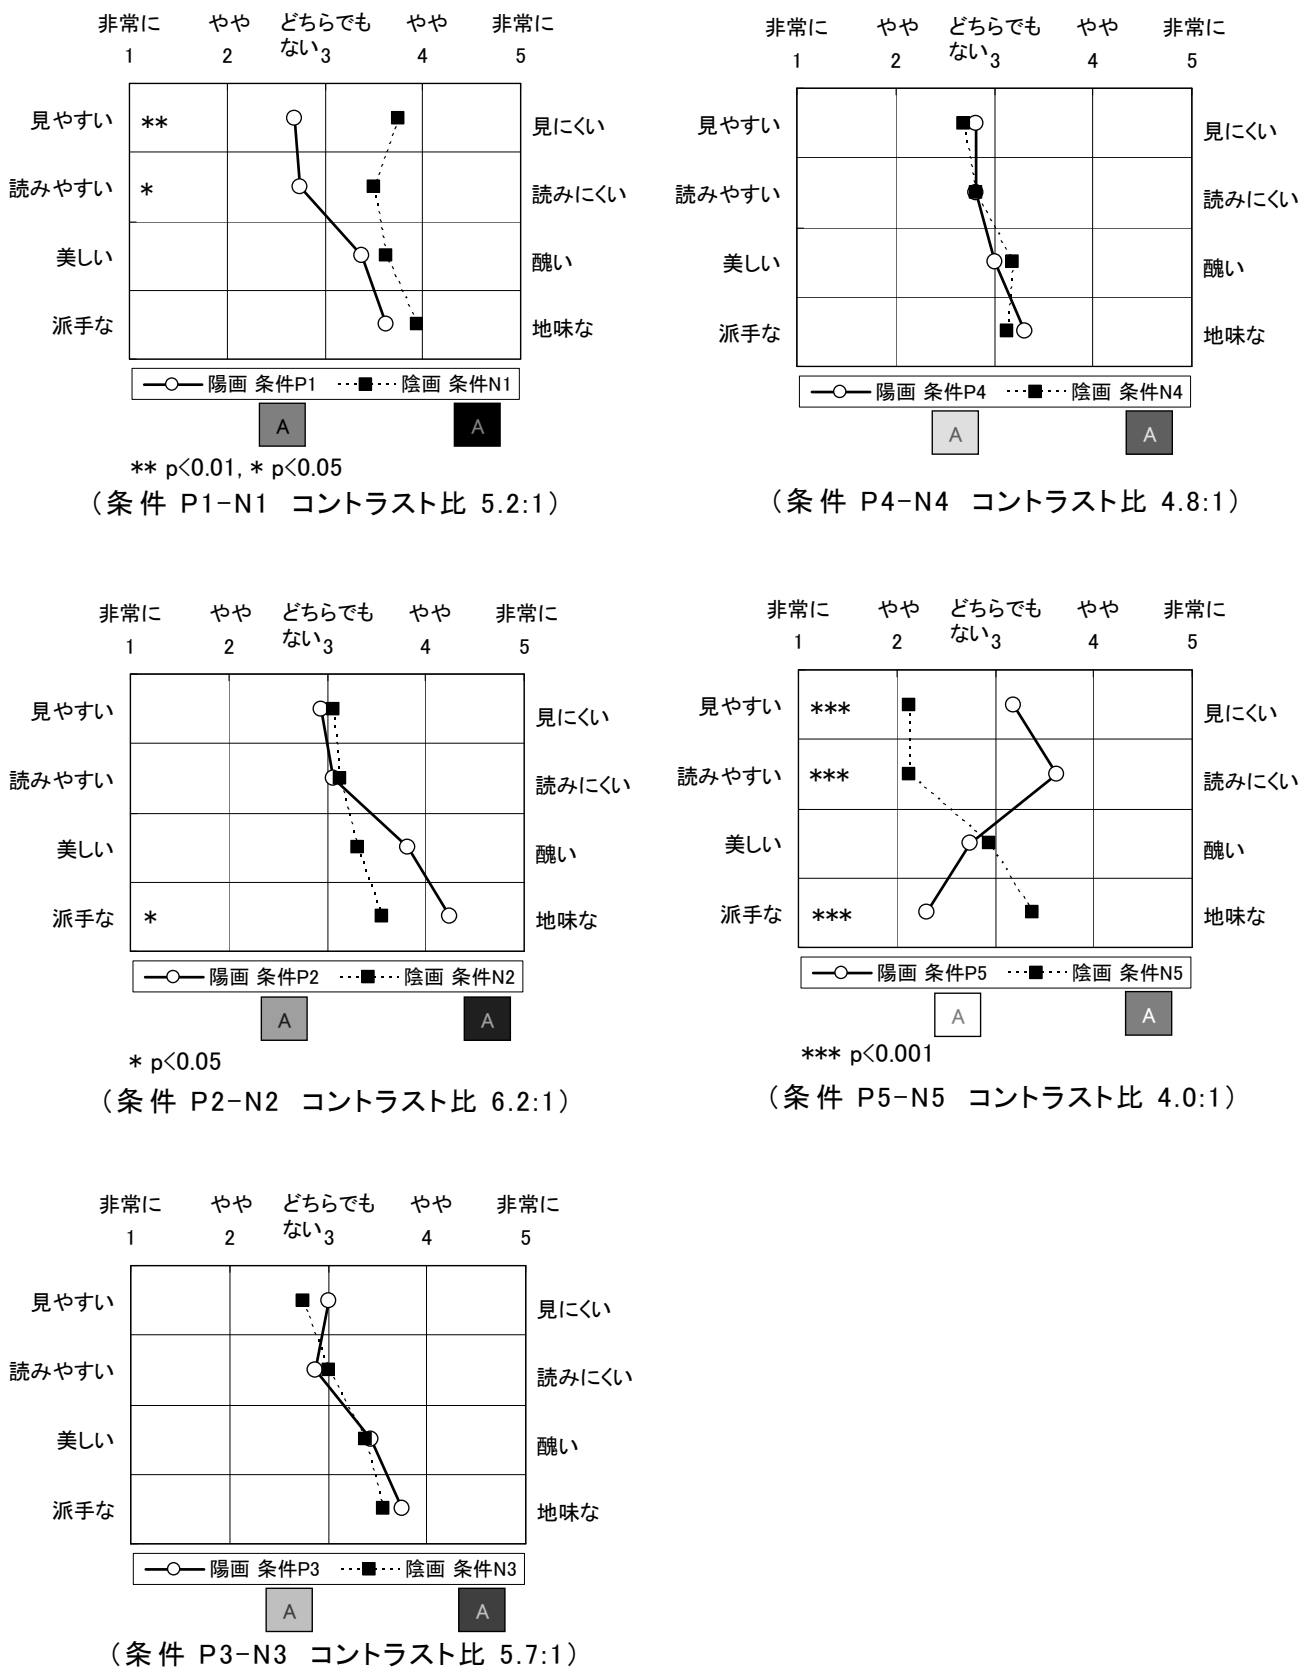 非常に やや どちらでもない やや 非常に
1 2 3 4 5
見やすい ** 見にくい
読みやすい * 読みにくい
美しい 醜い
派手な 地味な
陽画 条件P1 陰画 条件N1
A A
** p<0.01, * p<0.05
（条件 P1-N1 コントラスト比 5.2:1）
非常に やや どちらでもない やや 非常に
1 2 3 4 5
見やすい 見にくい
読みやすい 読みにくい
美しい 醜い
派手な 地味な
陽画 条件P4 陰画 条件N4
A A
（条件 P4-N4 コントラスト比 4.8:1）
非常に やや どちらでもない やや 非常に
1 2 3 4 5
見やすい 見にくい
読みやすい 読みにくい
美しい 醜い
派手な * 地味な
陽画 条件P2 陰画 条件N2
A A
* p<0.05
（条件 P2-N2 コントラスト比 6.2:1）
非常に やや どちらでもない やや 非常に
1 2 3 4 5
見やすい *** 見にくい
読みやすい *** 読みにくい
美しい 醜い
派手な *** 地味な
陽画 条件P5 陰画 条件N5
A A
*** p<0.001
（条件 P5-N5 コントラスト比 4.0:1）
非常に やや どちらでもない やや 非常に
1 2 3 4 5
見やすい 見にくい
読みやすい 読みにくい
美しい 醜い
派手な 地味な
陽画 条件P3 陰画 条件N3
A A
（条件 P3-N3 コントラスト比 5.7:1）